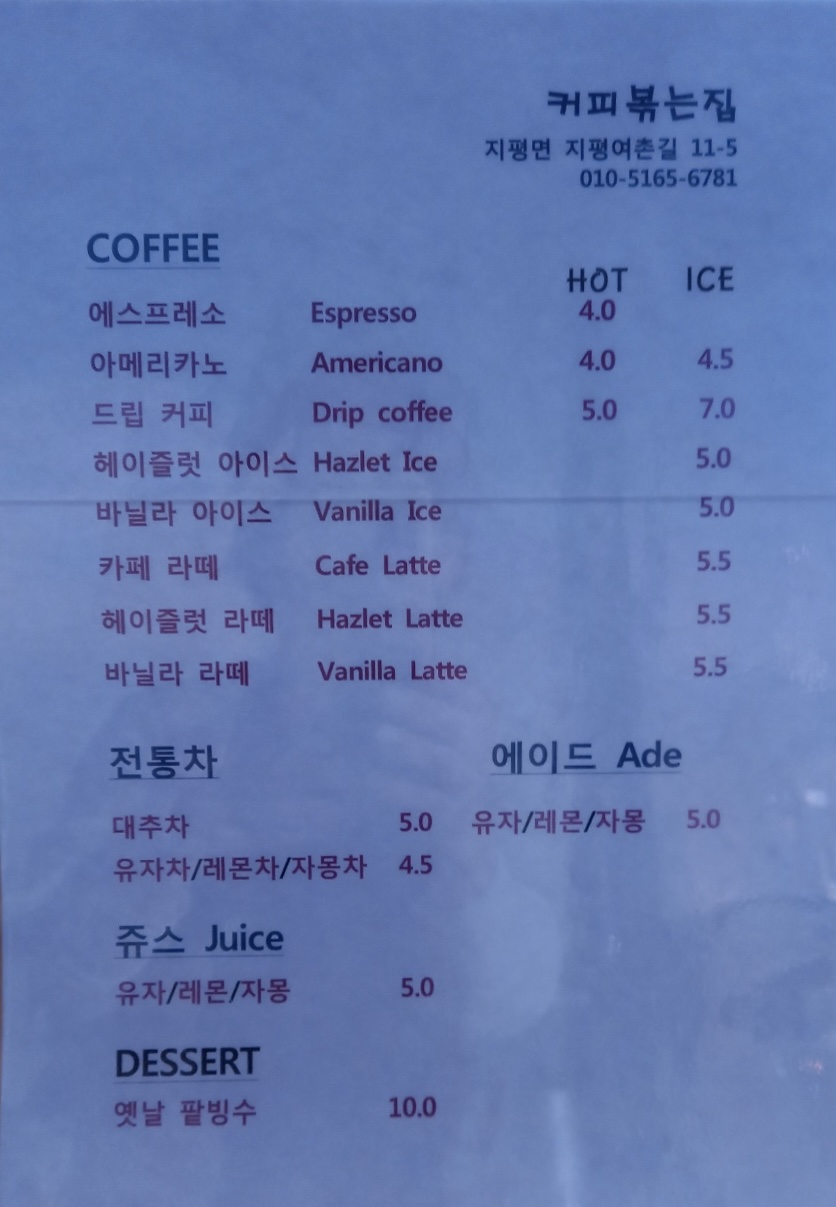 커피볶는집
지평면 지평여촌길 11-5
010-5165-6781
COFFEE
HOT ICE
에스프레소 Espresso 4.0
아메리카노 Americano 4.0 4.5
드립 커피 Drip coffee 5.0 7.0
헤이즐럿 아이스 Hazlet Ice 5.0
바닐라 아이스 Vanilla Ice 5.0
카페 라떼 Cafe Latte 5.5
헤이즐럿 라떼 Hazlet Latte 5.5
바닐라 라떼 Vanilla Latte 5.5
전통차
대추차 5.0
유자차/레몬차/자몽차 4.5
에이드 Ade
유자/레몬/자몽 5.0
쥬스 Juice
유자/레몬/자몽 5.0
DESSERT
옛날 팥빙수 10.0